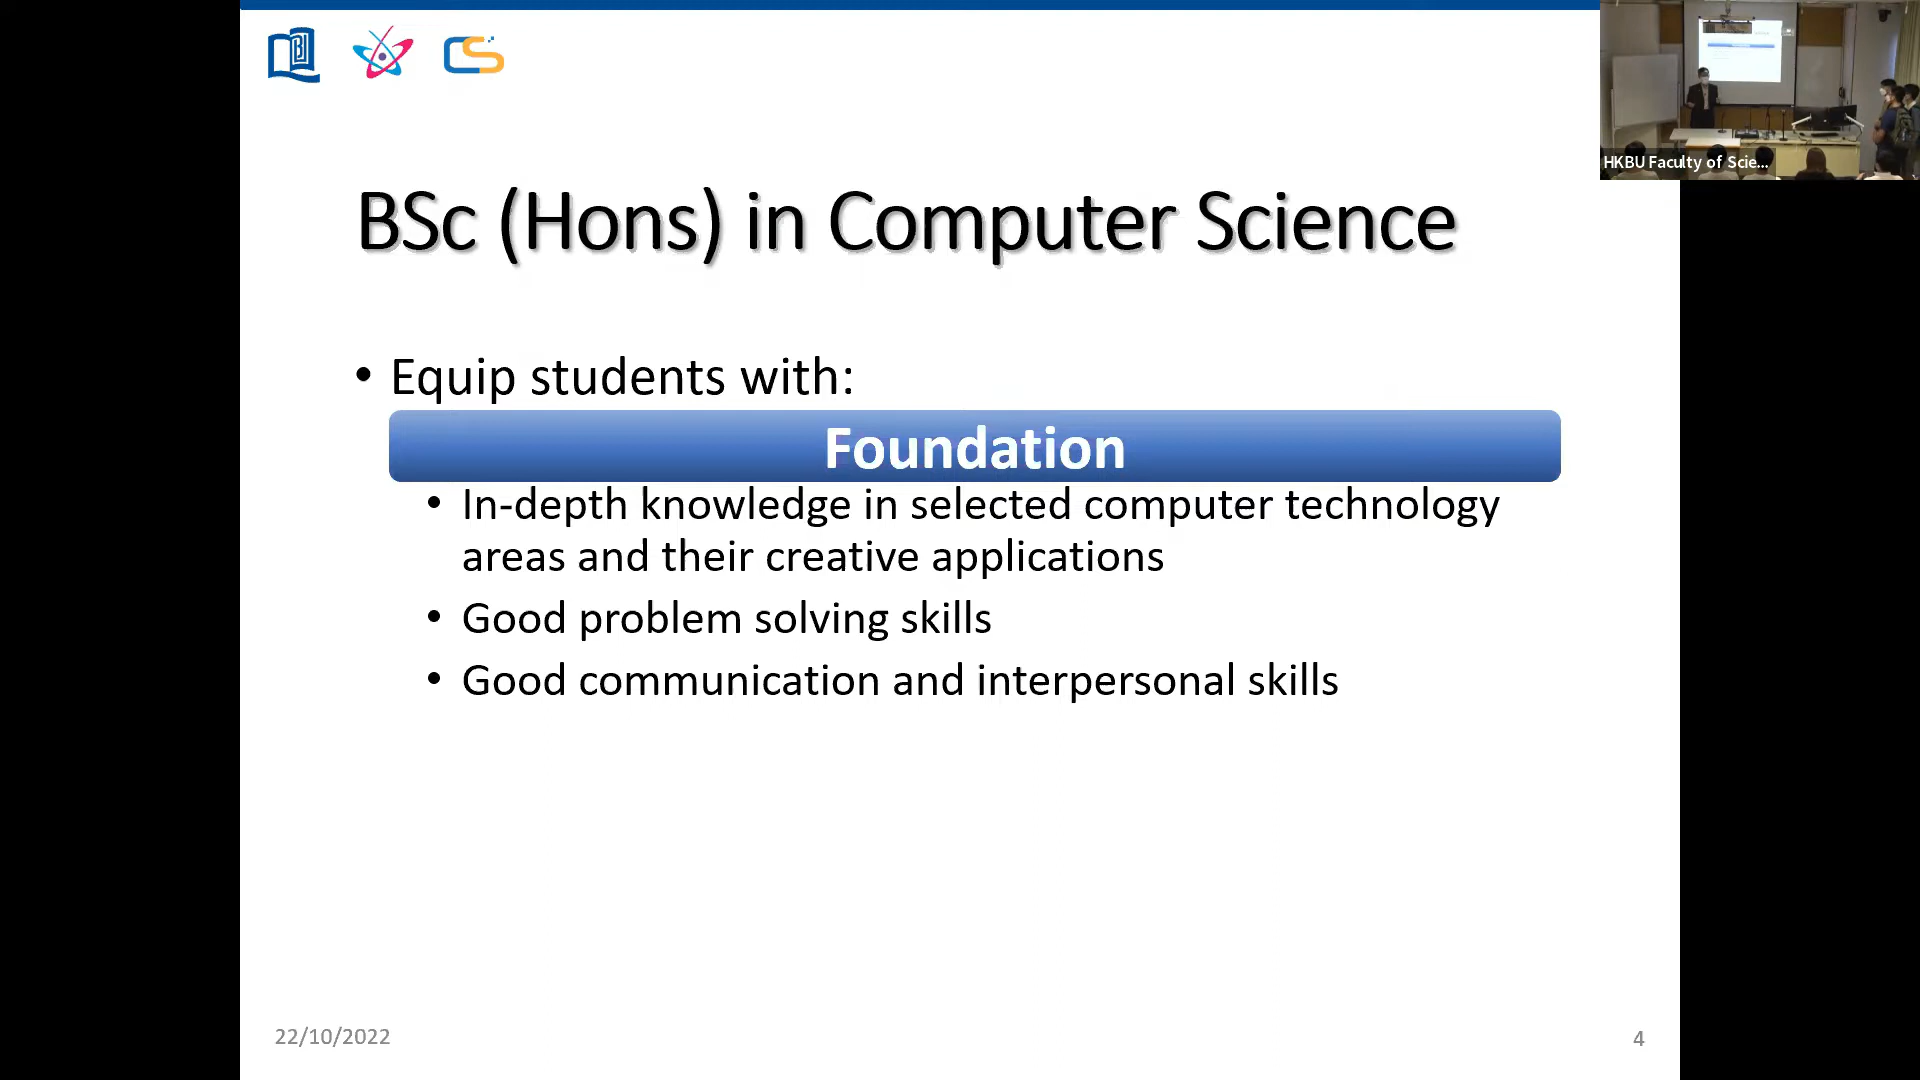 HKBU Faculty of Scie...
BSc (Hons) in Computer Science
• Equip students with:
Foundation
• In-depth knowledge in selected computer technology
areas and their creative applications
• Good problem solving skills
• Good communication and interpersonal skills
22/10/2022
4